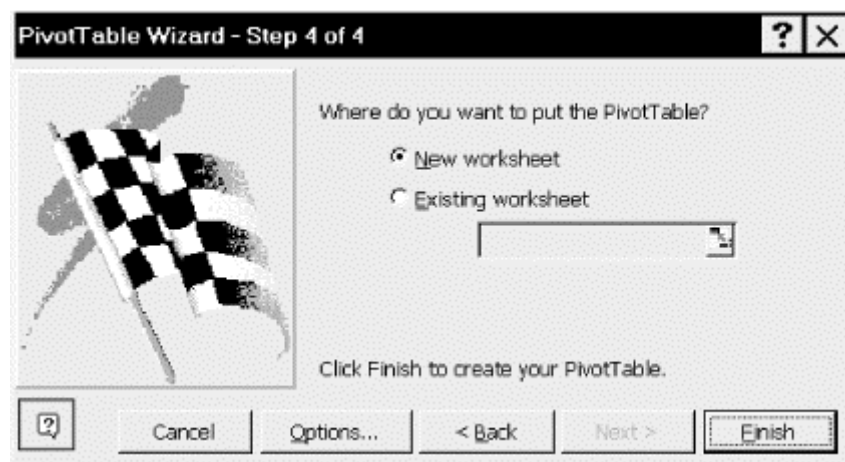 PivotTable Wizard - Step 4 of 4
Where do you want to put the PivotTable?
New worksheet
Existing worksheet
Click Finish to create your PivotTable.
Cancel Options... < Back Next > Finish